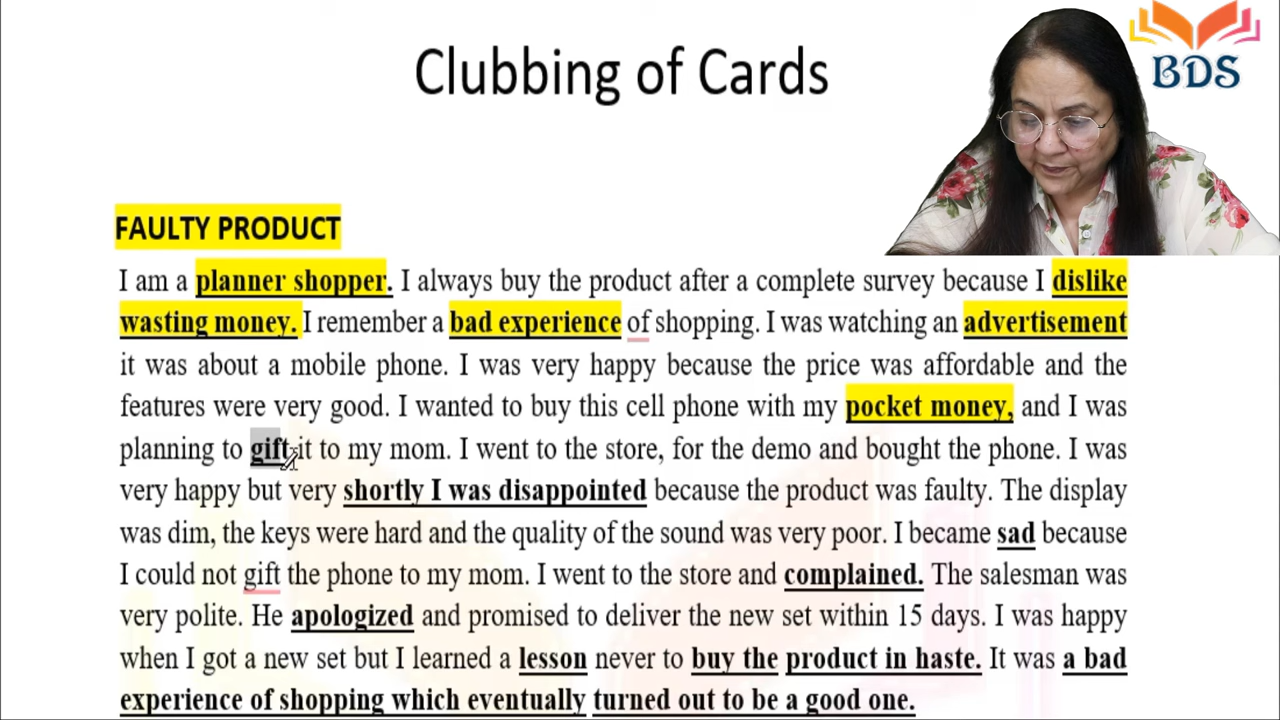 Clubbing of Cards
BDS
FAULTY PRODUCT
I am a planner shopper. I always buy the product after a complete survey because I dislike
wasting money. I remember a bad experience of shopping. I was watching an advertisement
it was about a mobile phone. I was very happy because the price was affordable and the
features were very good. I wanted to buy this cell phone with my pocket money, and I was
planning to gift it to my mom. I went to the store, for the demo and bought the phone. I was
very happy but very shortly I was disappointed because the product was faulty. The display
was dim, the keys were hard and the quality of the sound was very poor. I became sad because
I could not gift the phone to my mom. I went to the store and complained. The salesman was
very polite. He apologized and promised to deliver the new set within 15 days. I was happy
when I got a new set but I learned a lesson never to buy the product in haste. It was a bad
experience of shopping which eventually turned out to be a good one.